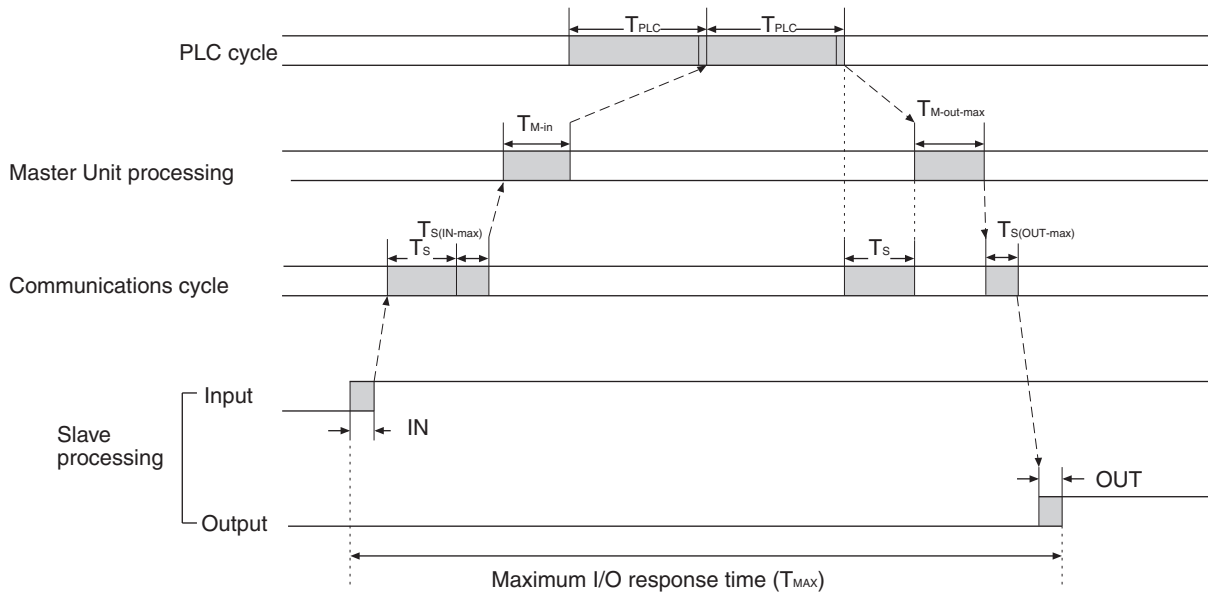 TPLC TPLC
PLC cycle
TM-in
TM-out-max
Master Unit processing
TS(IN-max)
TS
TS
TS(OUT-max)
Communications cycle
Input
IN
Slave
processing
OUT
Output
Maximum I/O response time (TMAX)